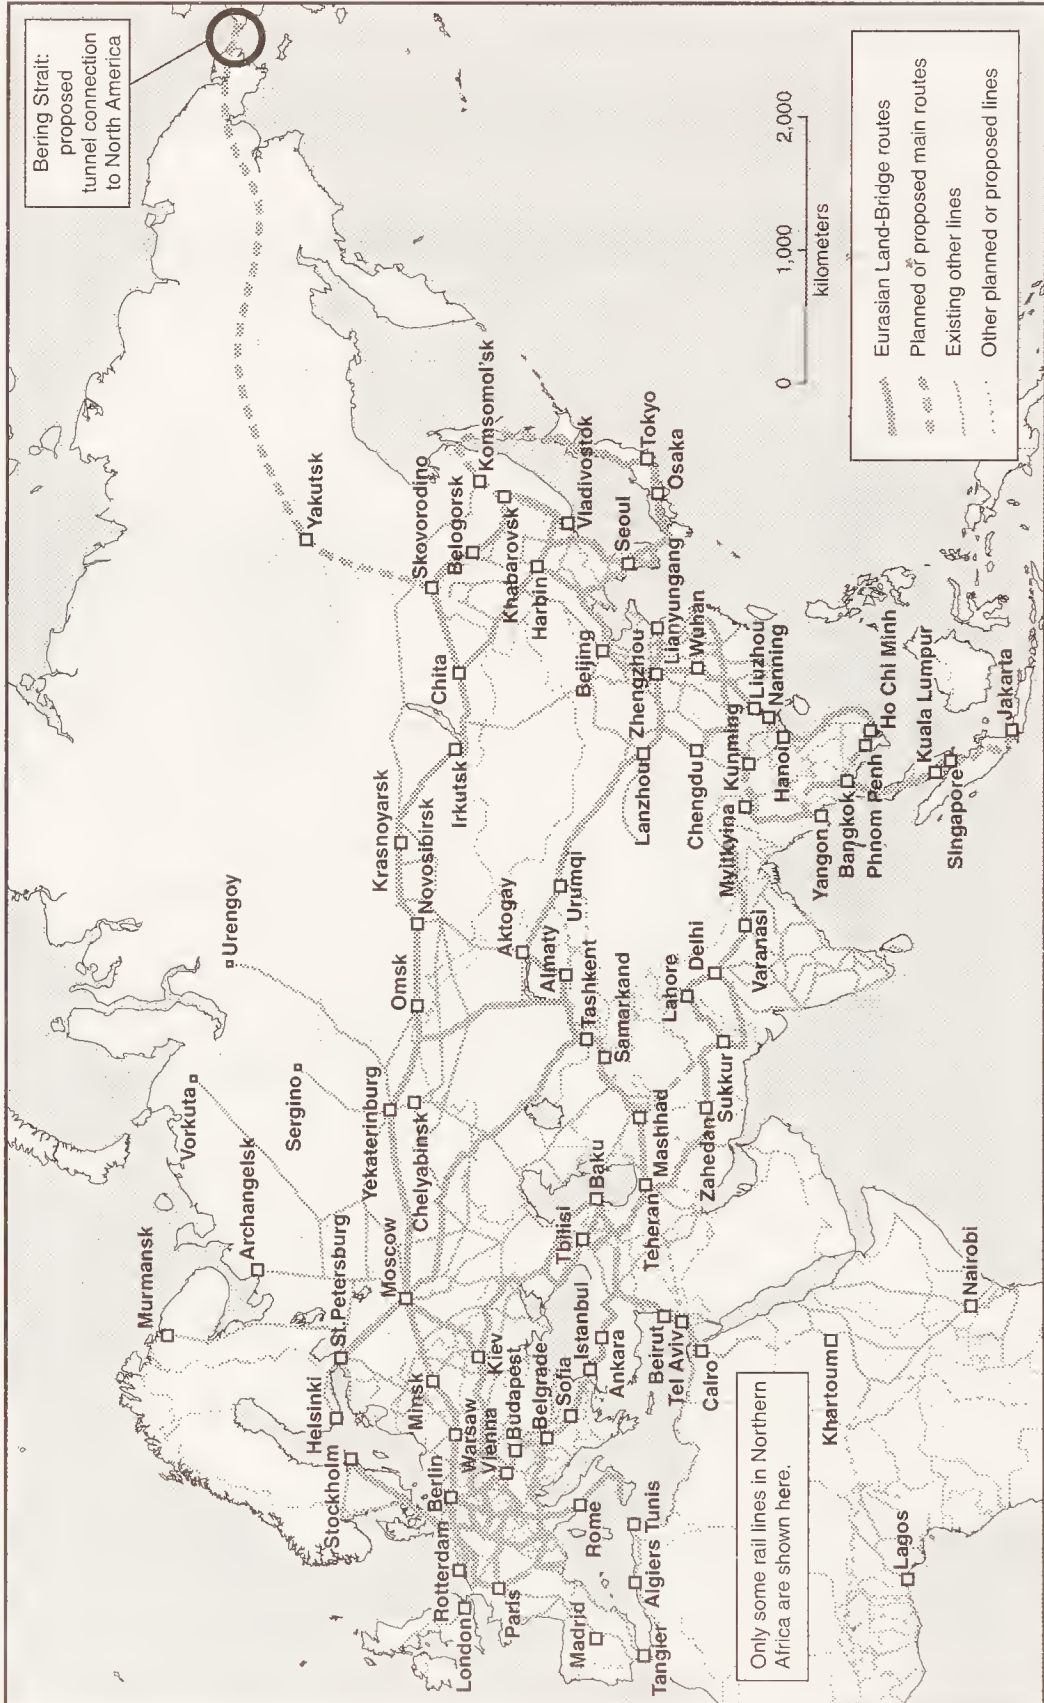 Bering Strait:
proposed
tunnel connection
to North America
Murmansk
Vorkuta
Urengoy
Archangelsk
Sergino
Yakutsk
Helsinki
St.Petersburg
Stockholm
Yekaterinburg
Moscow
Chelyabinsk
Omsk
Krasnoyarsk
Novosibirsk
Irkutsk
Chita
Skovorodino
Belogorsk
Komsomol'sk
Khabarovsk
Harbin
Vladivostok
Rotterdam
Berlin
Minsk
London
Warsaw
Vienna
Kiev
Budapest
Belgrade
Paris
Sofia
Istanbul
Tbilisi
Baku
Aktogay
Almaty
Urumqi
Tashkent
Samarkand
Beijing
Zhengzhou
Lanzhou
Lianyungang
Seoul
Tokyo
Osaka
Madrid
Rome
Ankara
Algiers
Tunis
Tangier
Beirut
Tel Aviv
Cairo
Teheran
Mashhad
Zahedan
Sukkur
Lahore
Delhi
Varanasi
Chengdu
Wuhan
Myitkyina
Kunming
Liuzhou
Nanning
Hanoi
Yangon
Bangkok
Phnom Penh
Ho Chi Minh
Kuala Lumpur
Singapore
Jakarta
Khartoum
Lagos
Nairobi
Only some rail lines in Northern
Africa are shown here.
0 1,000 2,000
kilometers
Eurasian Land-Bridge routes
Planned or proposed main routes
Existing other lines
Other planned or proposed lines